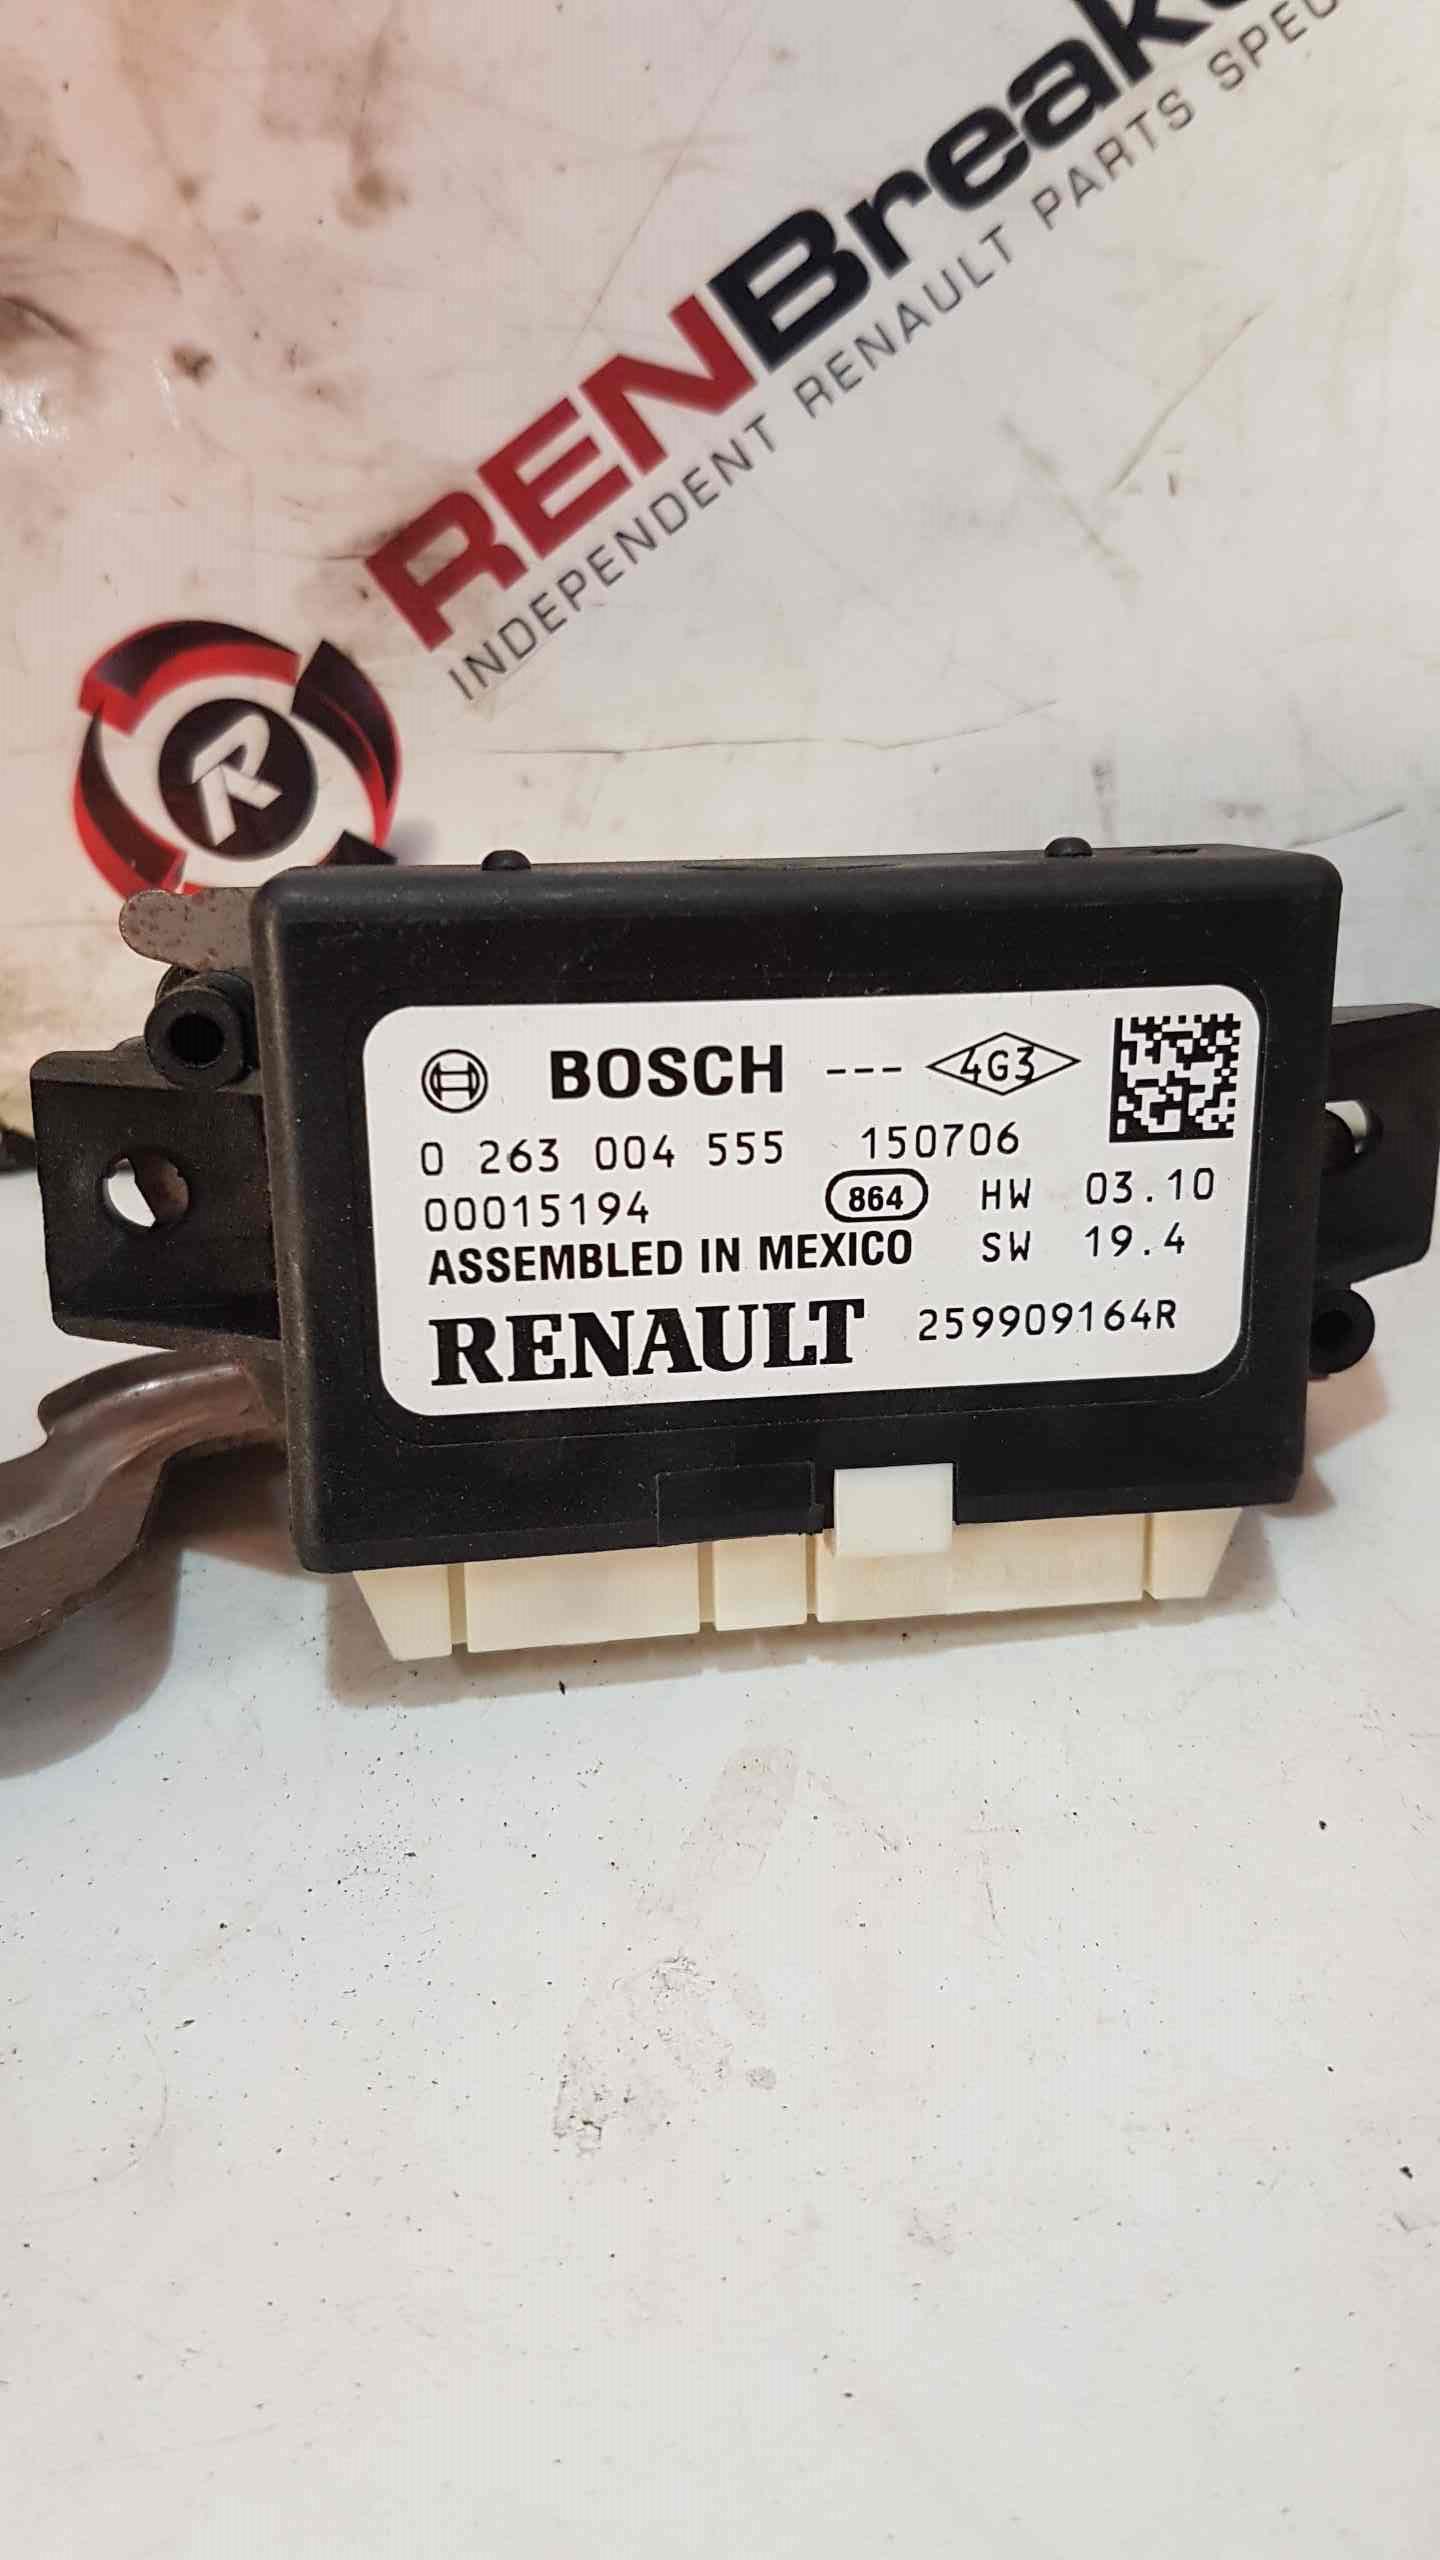 RENBreak
INDEPENDENT RENAULT PARTS
R
BOSCH --- 4G3
0 263 004 555 150706
00015194 864 HW 03.10
ASSEMBLED IN MEXICO SW 19.4
RENAULT 259909164R